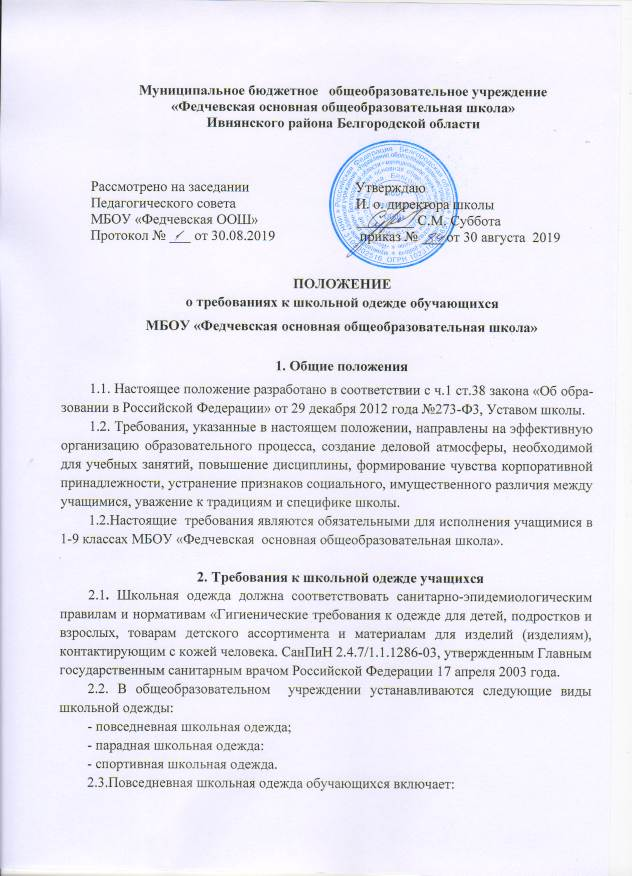 Муниципальное бюджетное общеобразовательное учреждение
«Федчевская основная общеобразовательная школа»
Ивнянского района Белгородской области
Рассмотрено на заседании
Педагогического совета
МБОУ «Федчевская ООШ»
Протокол № 1 от 30.08.2019
Утверждаю
И. о. директора школы
С.М. Суббота
приказ № от 30 августа 2019
ПОЛОЖЕНИЕ
о требованиях к школьной одежде обучающихся
МБОУ «Федчевская основная общеобразовательная школа»
1. Общие положения
1.1. Настоящее положение разработано в соответствии с ч.1 ст.38 закона «Об обра-
зовании в Российской Федерации» от 29 декабря 2012 года №273-ФЗ, Уставом школы.
1.2. Требования, указанные в настоящем положении, направлены на эффективную
организацию образовательного процесса, создание деловой атмосферы, необходимой
для учебных занятий, повышение дисциплины, формирование чувства корпоративной
принадлежности, устранение признаков социального, имущественного различия между
учащимися, уважение к традициям и специфике школы.
1.2.Настоящие требования являются обязательными для исполнения учащимися в
1-9 классах МБОУ «Федчевская основная общеобразовательная школа».
2. Требования к школьной одежде учащихся
2.1. Школьная одежда должна соответствовать санитарно-эпидемиологическим
правилам и нормативам «Гигиенические требования к одежде для детей, подростков и
взрослых, товарам детского ассортимента и материалам для изделий (изделиям),
контактирующим с кожей человека. СанПиН 2.4.7/1.1.1286-03, утвержденным Главным
государственным санитарным врачом Российской Федерации 17 апреля 2003 года.
2.2. В общеобразовательном учреждении устанавливаются следующие виды
школьной одежды:
- повседневная школьная одежда;
- парадная школьная одежда:
- спортивная школьная одежда.
2.3.Повседневная школьная одежда обучающихся включает: